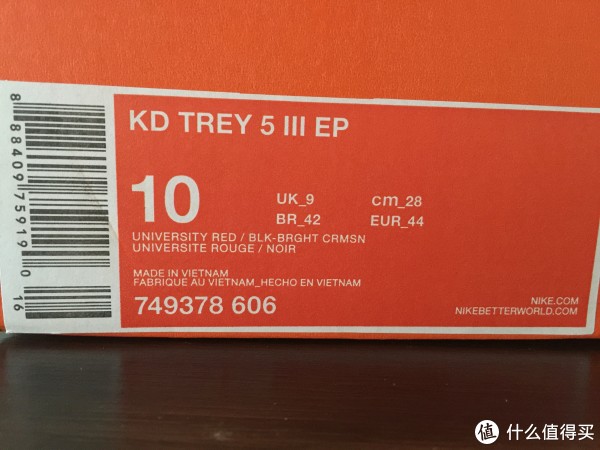 KD TREY 5 III EP
10
UK_9 cm_28
BR_42 EUR_44
UNIVERSITY RED / BLK-BRGHT CRMSN
UNIVERSITE ROUGE / NOIR
MADE IN VIETNAM
FABRIQUE AU VIETNAM_HECHO EN VIETNAM
749378 606
NIKE.COM
NIKEBETTERWORLD.COM
8 88409 75919 0
16
值 什么值得买